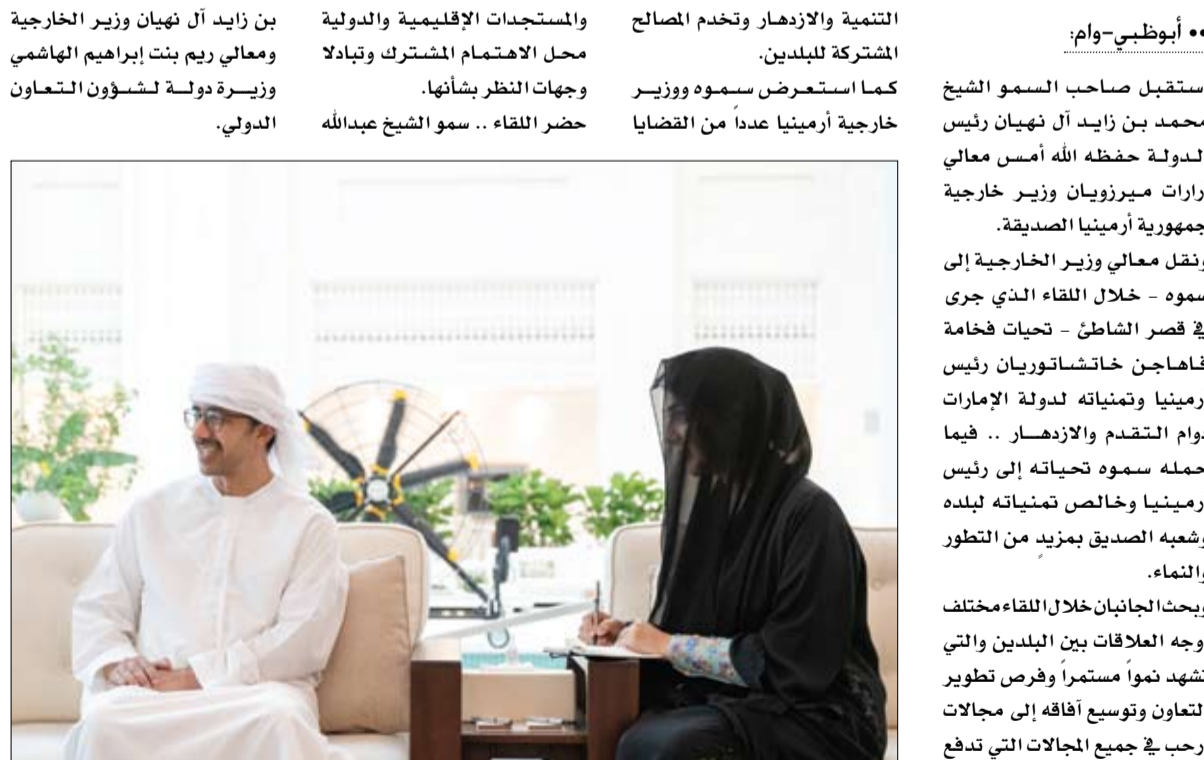 •• أبوظبي-وام:
ستقبل صاحب السمو الشيخ
محمد بن زايد آل نهيان رئيس
لدولة حفظه الله أمس معالي
رارات ميرزويان وزير خارجية
جمهورية أرمينيا الصديقة.
ونقل معالي وزير الخارجية إلى
سموه - خلال اللقاء الذي جرى
في قصر الشاطئ - تحيات فخامة
ڤاهاجن خاتشاتوريان رئيس
رمينيا وتمنياته لدولة الإمارات
دوام التقدم والازدهار .. فيما
حمله سموه تحياته إلى رئيس
رمينيا وخالص تمنياته لبلده
وشعبه الصديق بمزيدٍ من التطور
والنماء.
وبحث الجانبان خلال اللقاء مختلف
وجه العلاقات بين البلدين والتي
تشهد نمواً مستمراً وفرص تطوير
لتعاون وتوسيع آفاقه إلى مجالات
رحب في جميع المجالات التي تدفع
التنمية والازدهار وتخدم المصالح
المشتركة للبلدين.
كما استعرض سموه ووزير
خارجية أرمينيا عدداً من القضايا
والمستجدات الإقليمية والدولية
محل الاهتمام المشترك وتبادلا
وجهات النظر بشأنها.
حضر اللقاء .. سمو الشيخ عبدالله
بن زايد آل نهيان وزير الخارجية
ومعالي ريم بنت إبراهيم الهاشمي
وزيرة دولة لشؤون التعاون
الدولي.